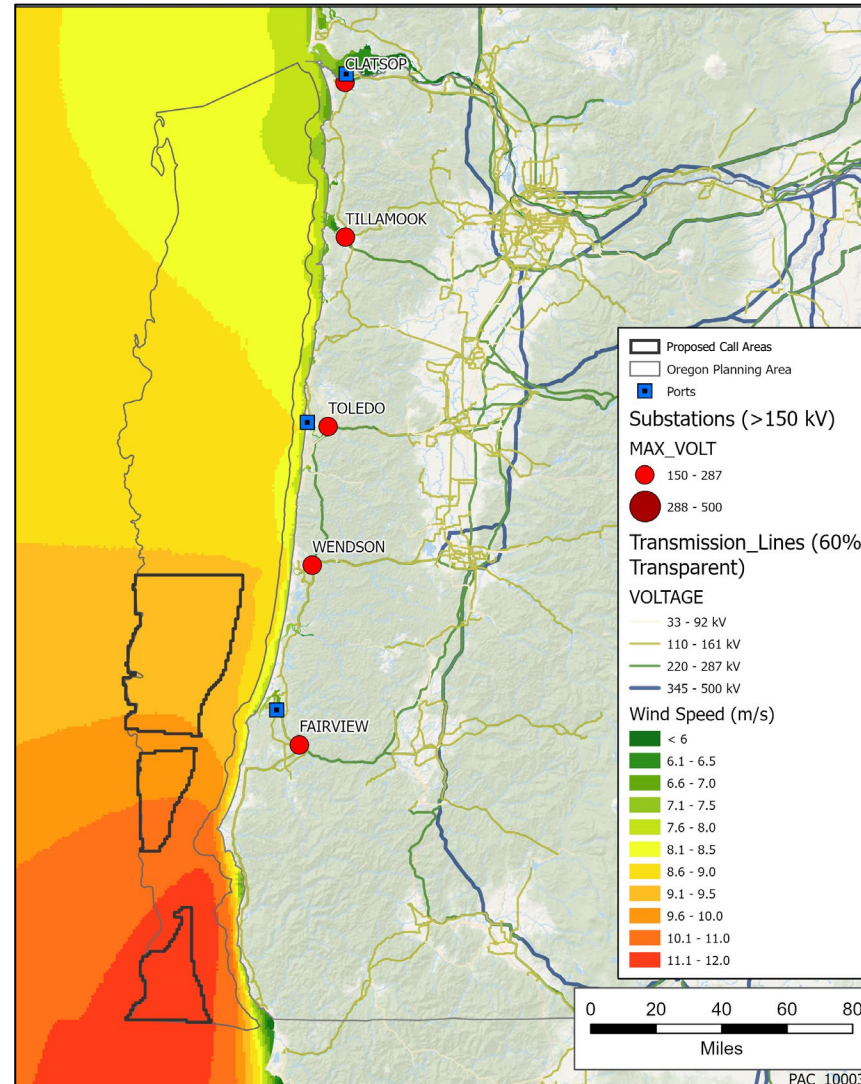 CLATSOP
TILLAMOOK
TOLEDO
WENDSON
FAIRVIEW
Proposed Call Areas
Oregon Planning Area
Ports
Substations (>150 kV)
MAX_VOLT
150 - 287
288 - 500
Transmission_Lines (60%
Transparent)
VOLTAGE
33 - 92 kV
110 - 161 kV
220 - 287 kV
345 - 500 kV
Wind Speed (m/s)
< 6
6.1 - 6.5
6.6 - 7.0
7.1 - 7.5
7.6 - 8.0
8.1 - 8.5
8.6 - 9.0
9.1 - 9.5
9.6 - 10.0
10.1 - 11.0
11.1 - 12.0
0 20 40 60 80
Miles